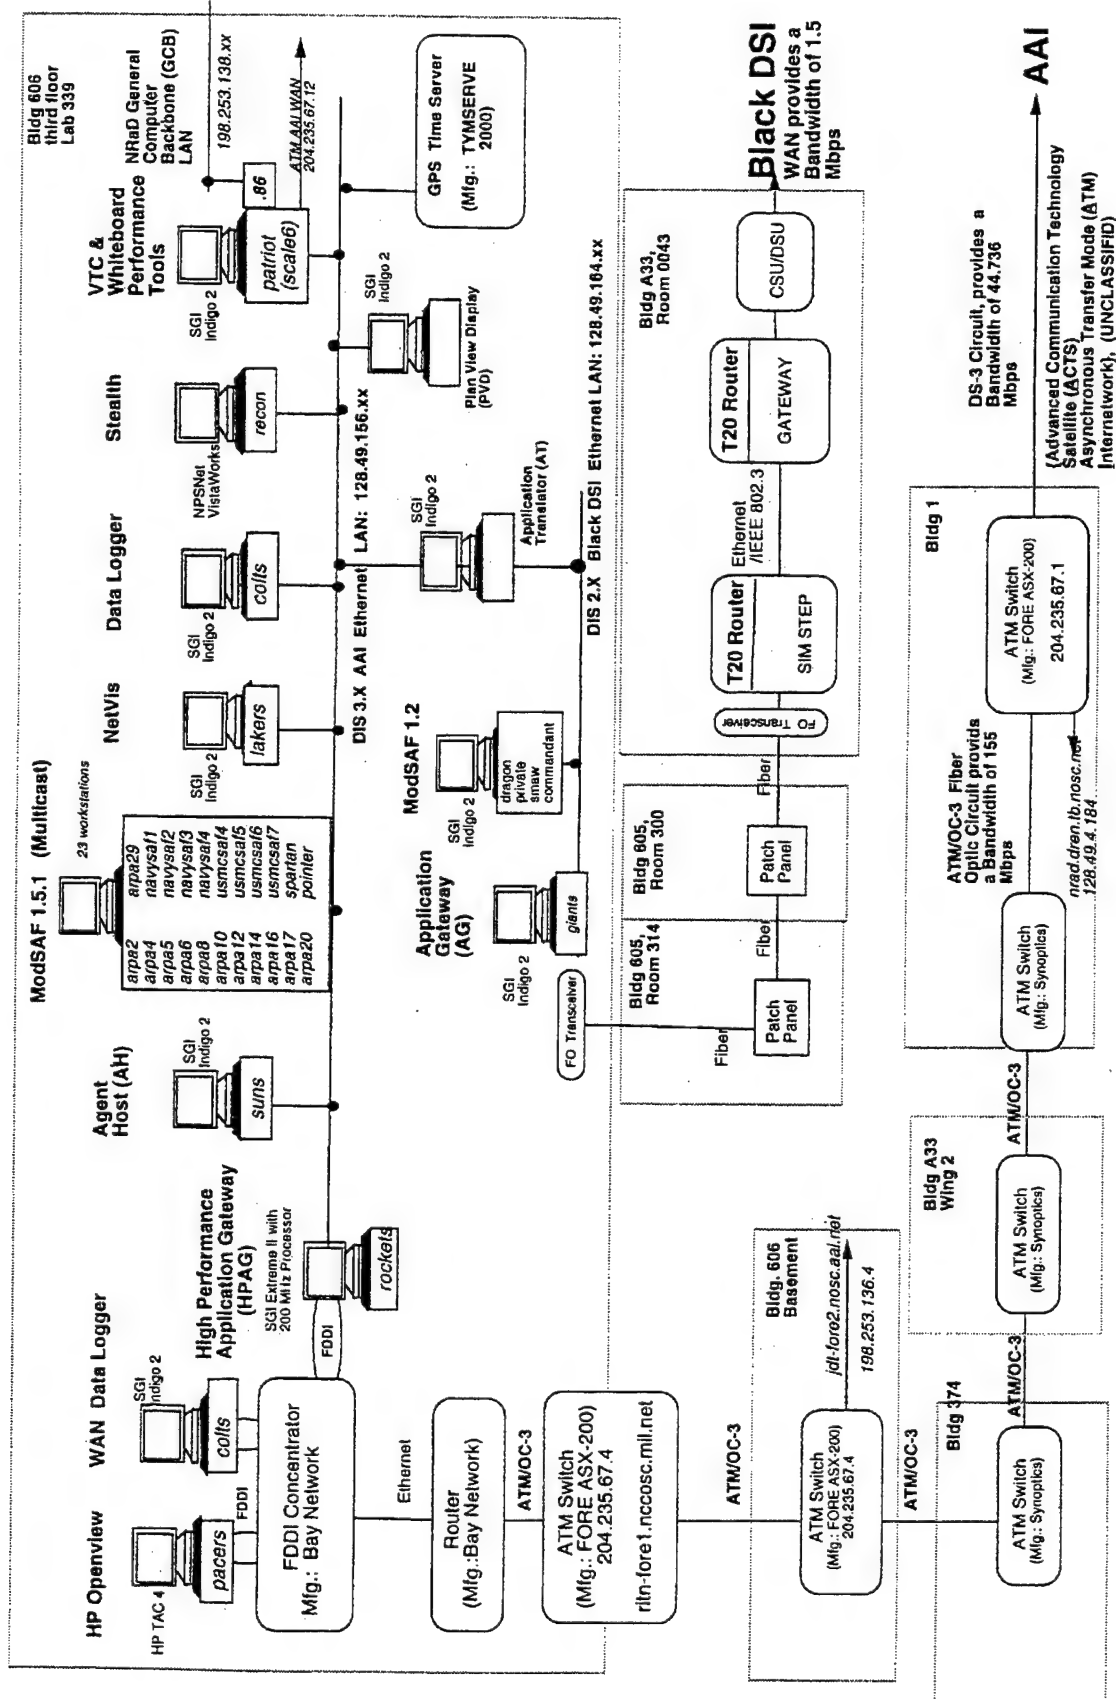 Bldg 606
third floor
Lab 339
HP Openview
HP TAC 4
pacers
FDDI
WAN Data Logger
SGI
Indigo 2
colts
High Performance
Application Gateway
(HPAG)
SGI Extreme II with
200 MHz Processor
rockets
FDDI
FDDI Concentrator
Mfg.: Bay Network
Ethernet
Router
(Mfg.:Bay Network)
ATM/OC-3
ATM Switch
(Mfg.: FORE ASX-200)
204.235.67.4
ritn-fore1.nccosc.mil.net
Agent
Host (AH)
SGI
Indigo 2
suns
ModSAF 1.5.1 (Multicast)
23 workstations
arpa2 arpa29
arpa4 navysaf1
arpa5 navysaf2
arpa6 navysaf3
arpa8 navysaf4
arpa10 usmcsaf4
arpa12 usmcsaf5
arpa14 usmcsaf6
arpa16 usmcsaf7
arpa17 spartan
arpa20 pointer
NetVis
SGI
Indigo 2
lakers
Data Logger
SGI
Indigo 2
colts
Stealth
NPSNet
VistaWorks
recon
VTC &
Whiteboard
Performance
Tools
SGI
Indigo 2
patriot
(scale6)
.86
NRaD General
Computer
Backbone (GCB)
LAN
198.253.138.xx
ATM AAI WAN
204.235.67.12
DIS 3.X AAI Ethernet LAN: 128.49.156.xx
SGI
Indigo 2
Plan View Display
(PVD)
GPS Time Server
(Mfg.: TYMSERVE
2000)
Application
Gateway
(AG)
SGI
Indigo 2
giants
ModSAF 1.2
SGI
Indigo 2
dragon
private
smaw
commandant
SGI
Indigo 2
Application
Translator (AT)
DIS 2.X Black DSI Ethernet LAN: 128.49.164.xx
FO Transceiver
Fiber
Bldg 605,
Room 314
Patch
Panel
Fiber
Bldg 605,
Room 300
Patch
Panel
Fiber
Bldg A33,
Room 0043
FO Transceiver
T20 Router
SIM STEP
Ethernet
/IEEE 802.3
T20 Router
GATEWAY
CSU/DSU
Black DSI
WAN provides a
Bandwidth of 1.5
Mbps
ATM/OC-3
Bldg. 606
Basement
ATM Switch
(Mfg.: FORE ASX-200)
204.235.67.4
jdt-foro2.nosc.aai.net
198.253.136.4
ATM/OC-3
Bldg 374
ATM Switch
(Mfg.: Synoptics)
ATM/OC-3
Bldg A33
Wing 2
ATM Switch
(Mfg.: Synoptics)
ATM/OC-3
Bldg 1
ATM Switch
(Mfg.: Synoptics)
ATM/OC-3 Fiber
Optic Circuit provids
a Bandwidth of 155
Mbps
nrad.dren.tb.nosc.net
128.49.4.184
ATM Switch
(Mfg.: FORE ASX-200)
204.235.67.1
DS-3 Circuit, provides a
Bandwidth of 44.736
Mbps
AAI
{Advanced Communication Technology
Satellite (ACTS)
Asynchronous Transfer Mode (ATM)
Internetwork}, (UNCLASSIFID)